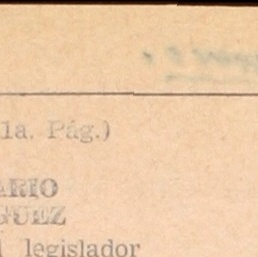 1a. Pág.)
ARIO
GUEZ
legislador